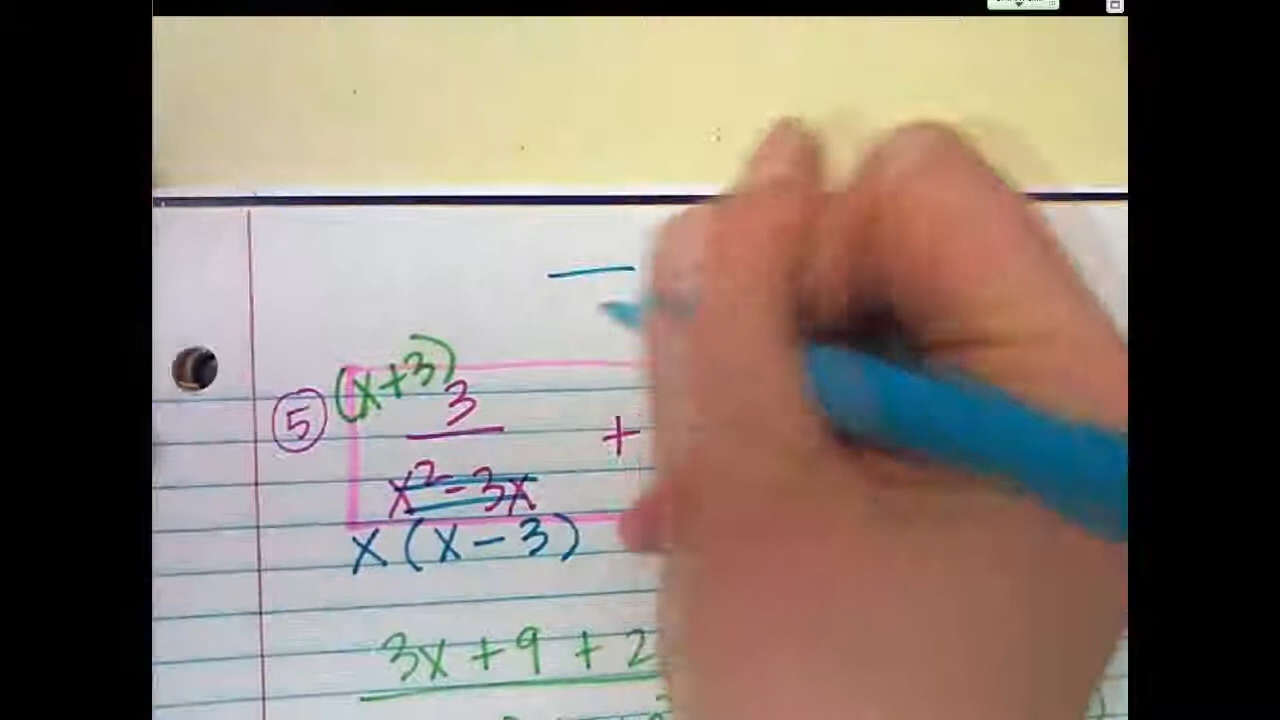 (x+3)
⑤ 3
+
x² - 3x
x (x - 3)
3x + 9 + 2